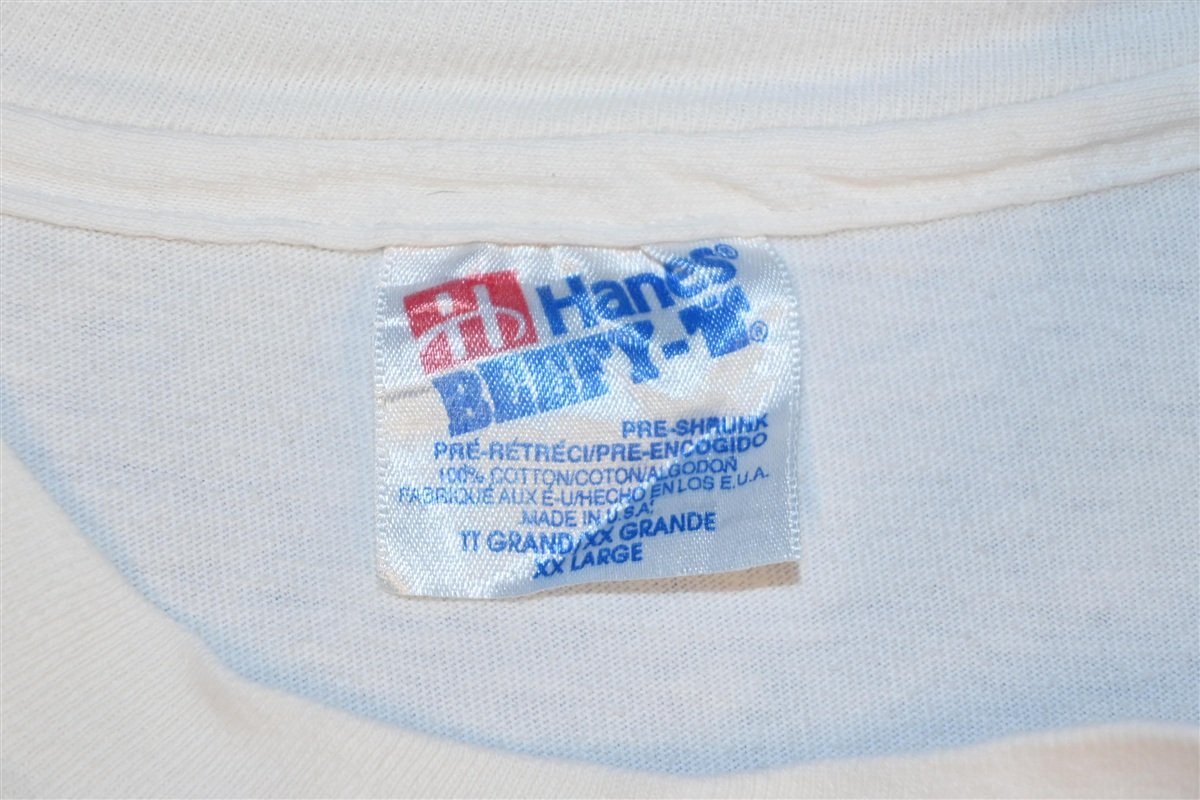 Hanes®
BEEFY-T®
PRE-SHRUNK
PRÉ-RÉTRÉCI/PRE-ENCOGIDO
100% COTTON/COTON/ALGODÓN
FABRIQUÉ AUX É-U/HECHO EN LOS E.U.A.
MADE IN U.S.A.
TT GRAND/XX GRANDE
XX LARGE